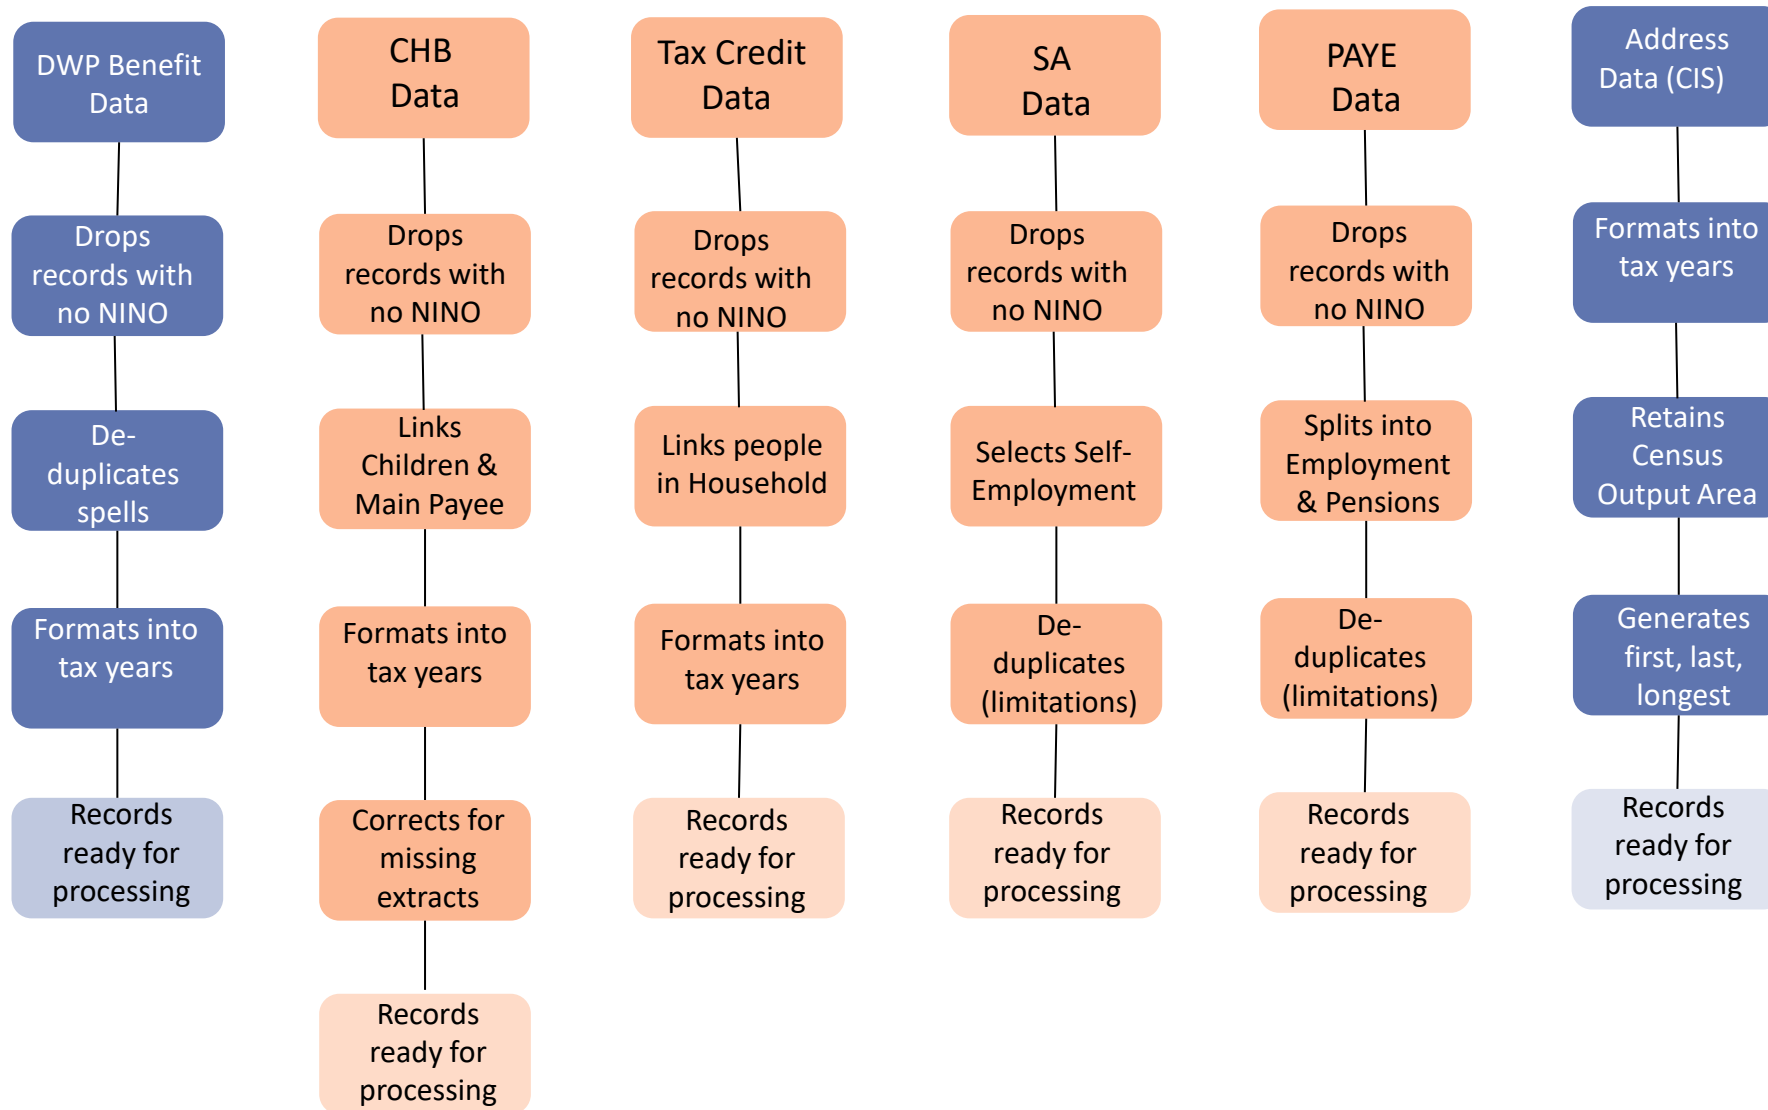 DWP Benefit
Data
Drops
records with
no NINO
De-
duplicates
spells
Formats into
tax years
Records
ready for
processing
CHB
Data
Drops
records with
no NINO
Links
Children &
Main Payee
Formats into
tax years
Corrects for
missing
extracts
Records
ready for
processing
Tax Credit
Data
Drops
records with
no NINO
Links people
in Household
Formats into
tax years
Records
ready for
processing
SA
Data
Drops
records with
no NINO
Selects Self-
Employment
De-
duplicates
(limitations)
Records
ready for
processing
PAYE
Data
Drops
records with
no NINO
Splits into
Employment
& Pensions
De-
duplicates
(limitations)
Records
ready for
processing
Address
Data (CIS)
Formats into
tax years
Retains
Census
Output Area
Generates
first, last,
longest
Records
ready for
processing